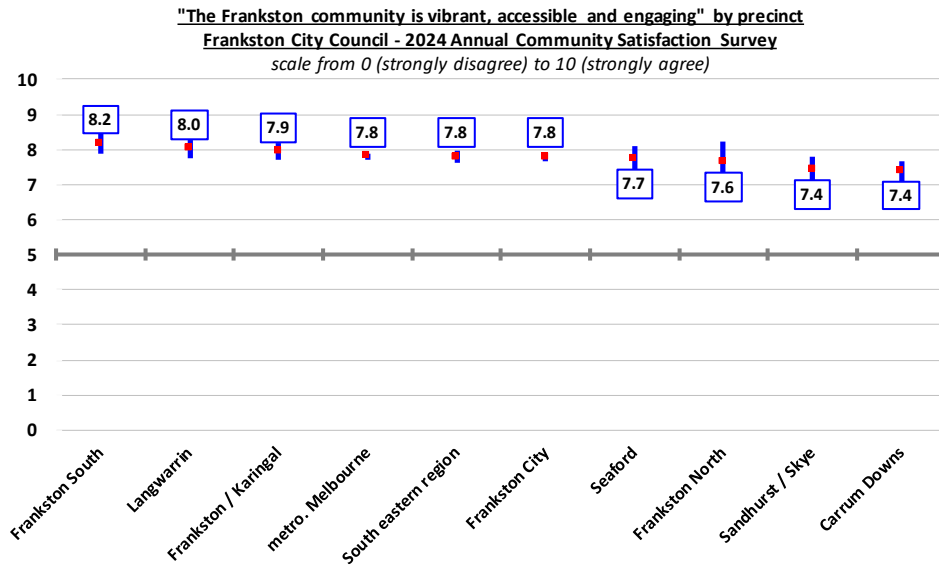 "The Frankston community is vibrant, accessible and engaging" by precinct
Frankston City Council - 2024 Annual Community Satisfaction Survey
scale from 0 (strongly disagree) to 10 (strongly agree)
10
9
8
7
6
5
4
3
2
1
0
8.2
8.0
7.9
7.8
7.8
7.8
7.7
7.6
7.4
7.4
Frankston South
Langwarrin
Frankston / Karingal
metro. Melbourne
South eastern region
Frankston City
Seaford
Frankston North
Sandhurst / Skye
Carrum Downs